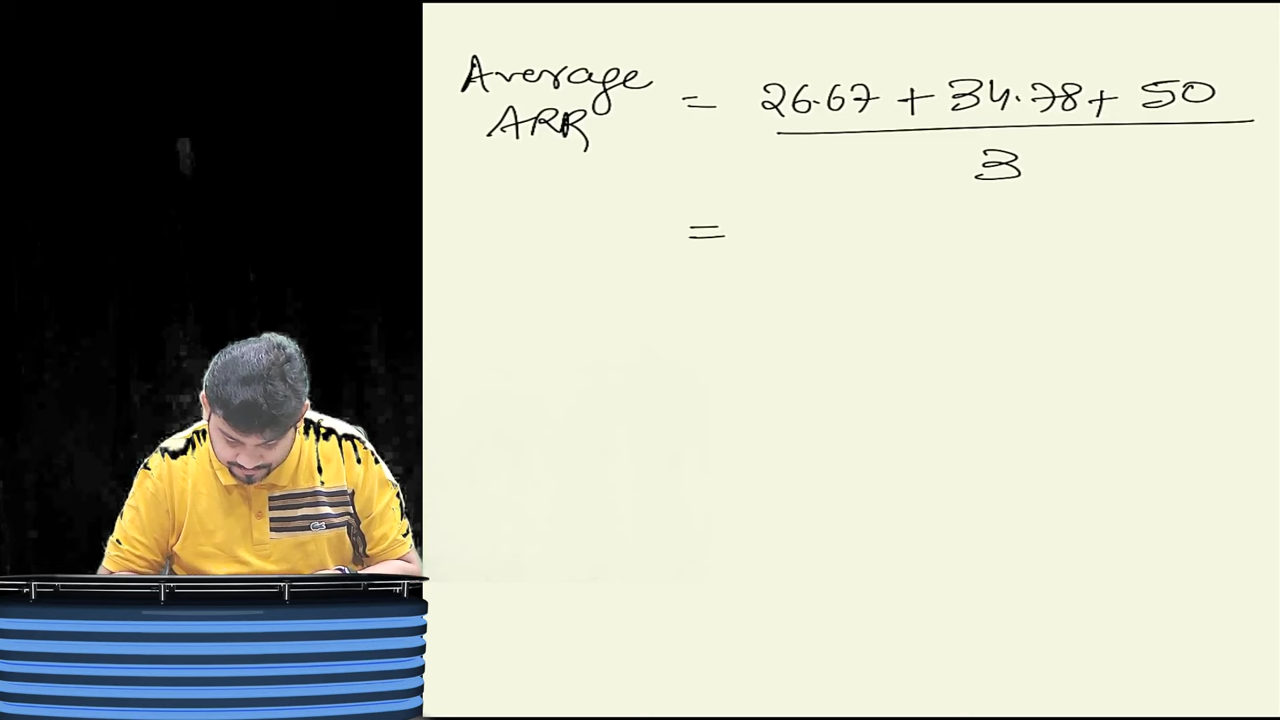 Average
ARR
= 26.67 + 34.78 + 50
3
=